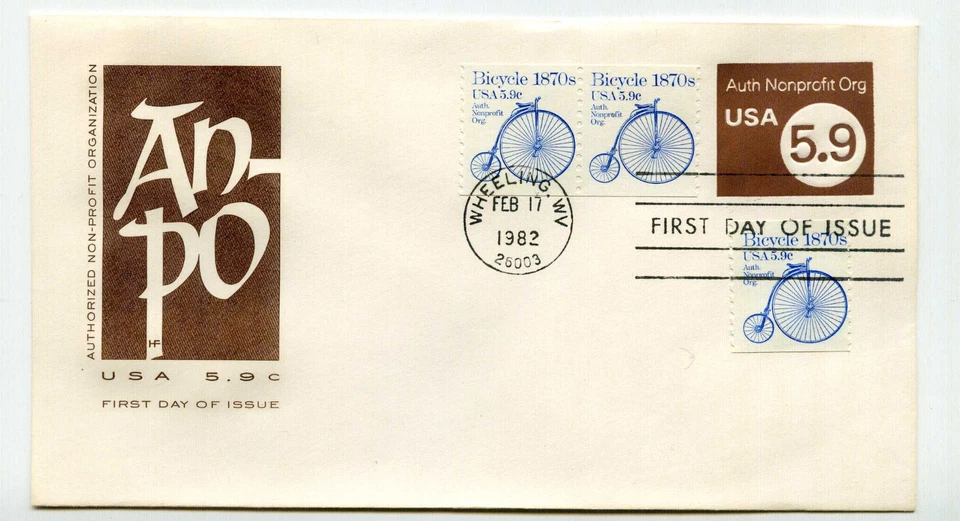 AUTHORIZED NON-PROFIT ORGANIZATION
An-
po
HF
USA 5.9c
FIRST DAY OF ISSUE
Bicycle 1870s
USA 5.9c
Auth.
Nonprofit
Org.
Bicycle 1870s
USA 5.9c
Auth.
Nonprofit
Org.
Auth Nonprofit Org
USA 5.9
WHEELING, WV
FEB 17
1982
26003
FIRST DAY OF ISSUE
Bicycle 1870s
USA 5.9c
Auth.
Nonprofit
Org.